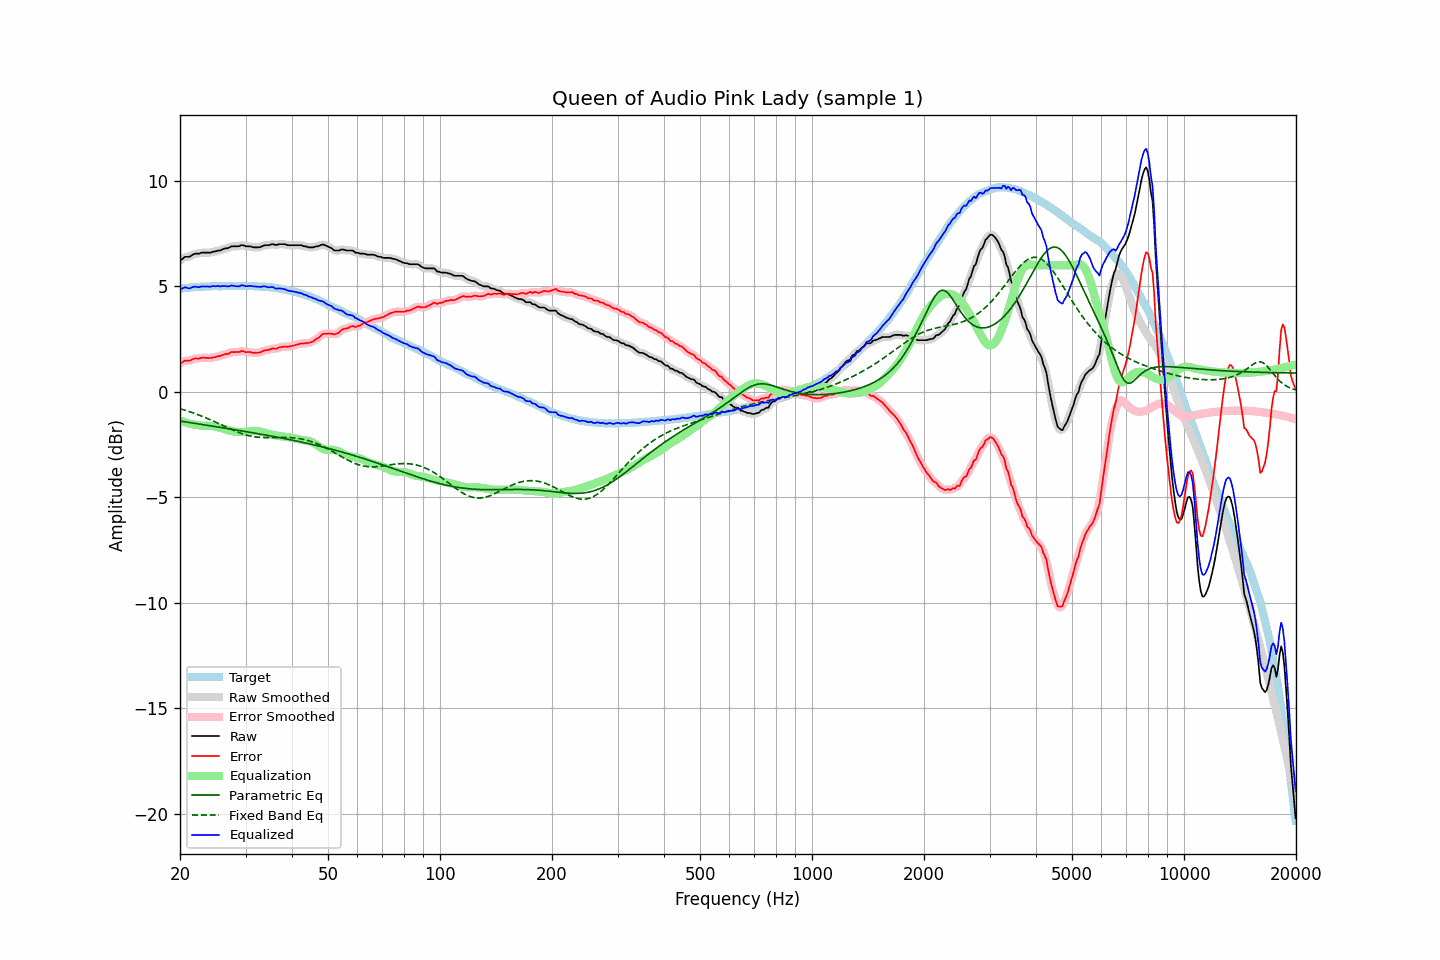 Queen of Audio Pink Lady (sample 1)
10
5
0
−5
−10
−15
−20
Amplitude (dBr)
Target
Raw Smoothed
Error Smoothed
Raw
Error
Equalization
Parametric Eq
Fixed Band Eq
Equalized
20
50
100
200
500
1000
2000
5000
10000
20000
Frequency (Hz)